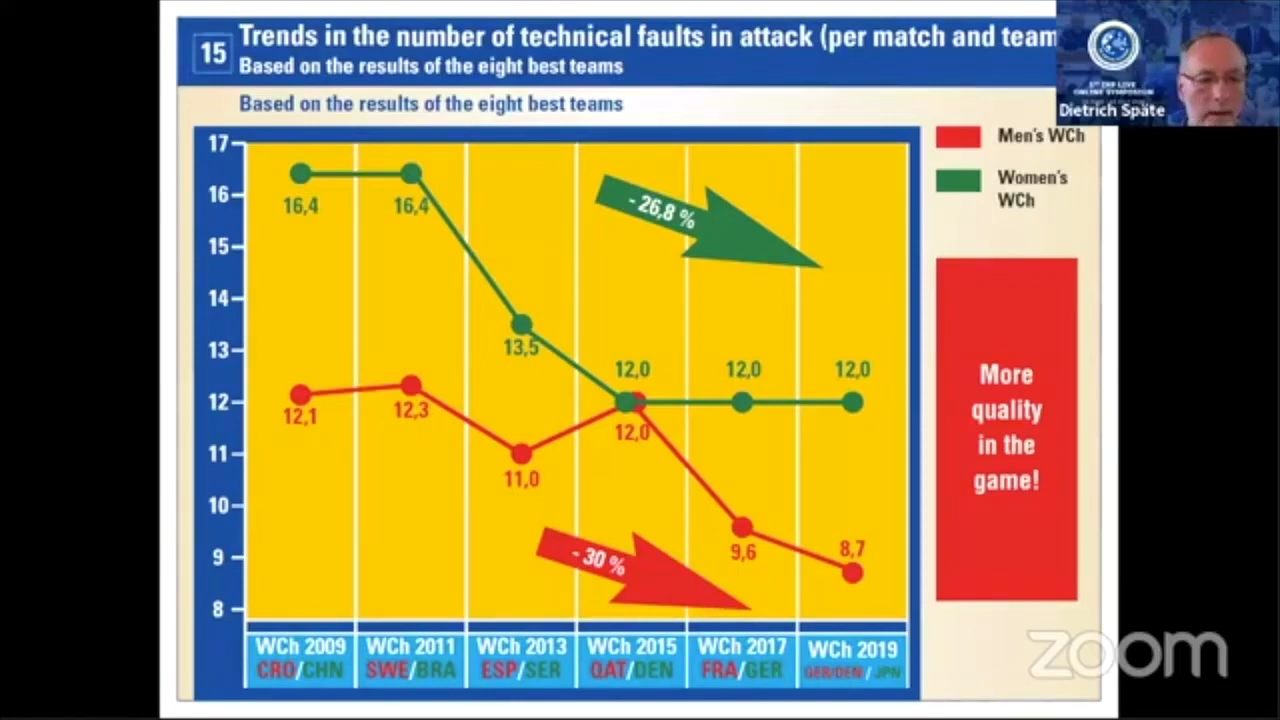 15
Trends in the number of technical faults in attack (per match and team
Based on the results of the eight best teams
Based on the results of the eight best teams
Dietrich Späte
Men's WCh
Women's
WCh
17
16
15
14
13
12
11
10
9
8
16,4
16,4
13,5
12,0
12,0
12,0
12,1
12,3
11,0
12,0
9,6
8,7
- 26,8 %
- 30 %
More
quality
in the
game!
WCh 2009
CRO/CHN
WCh 2011
SWE/BRA
WCh 2013
ESP/SER
WCh 2015
QAT/DEN
WCh 2017
FRA/GER
WCh 2019
GER/DEN / JPN
zoom